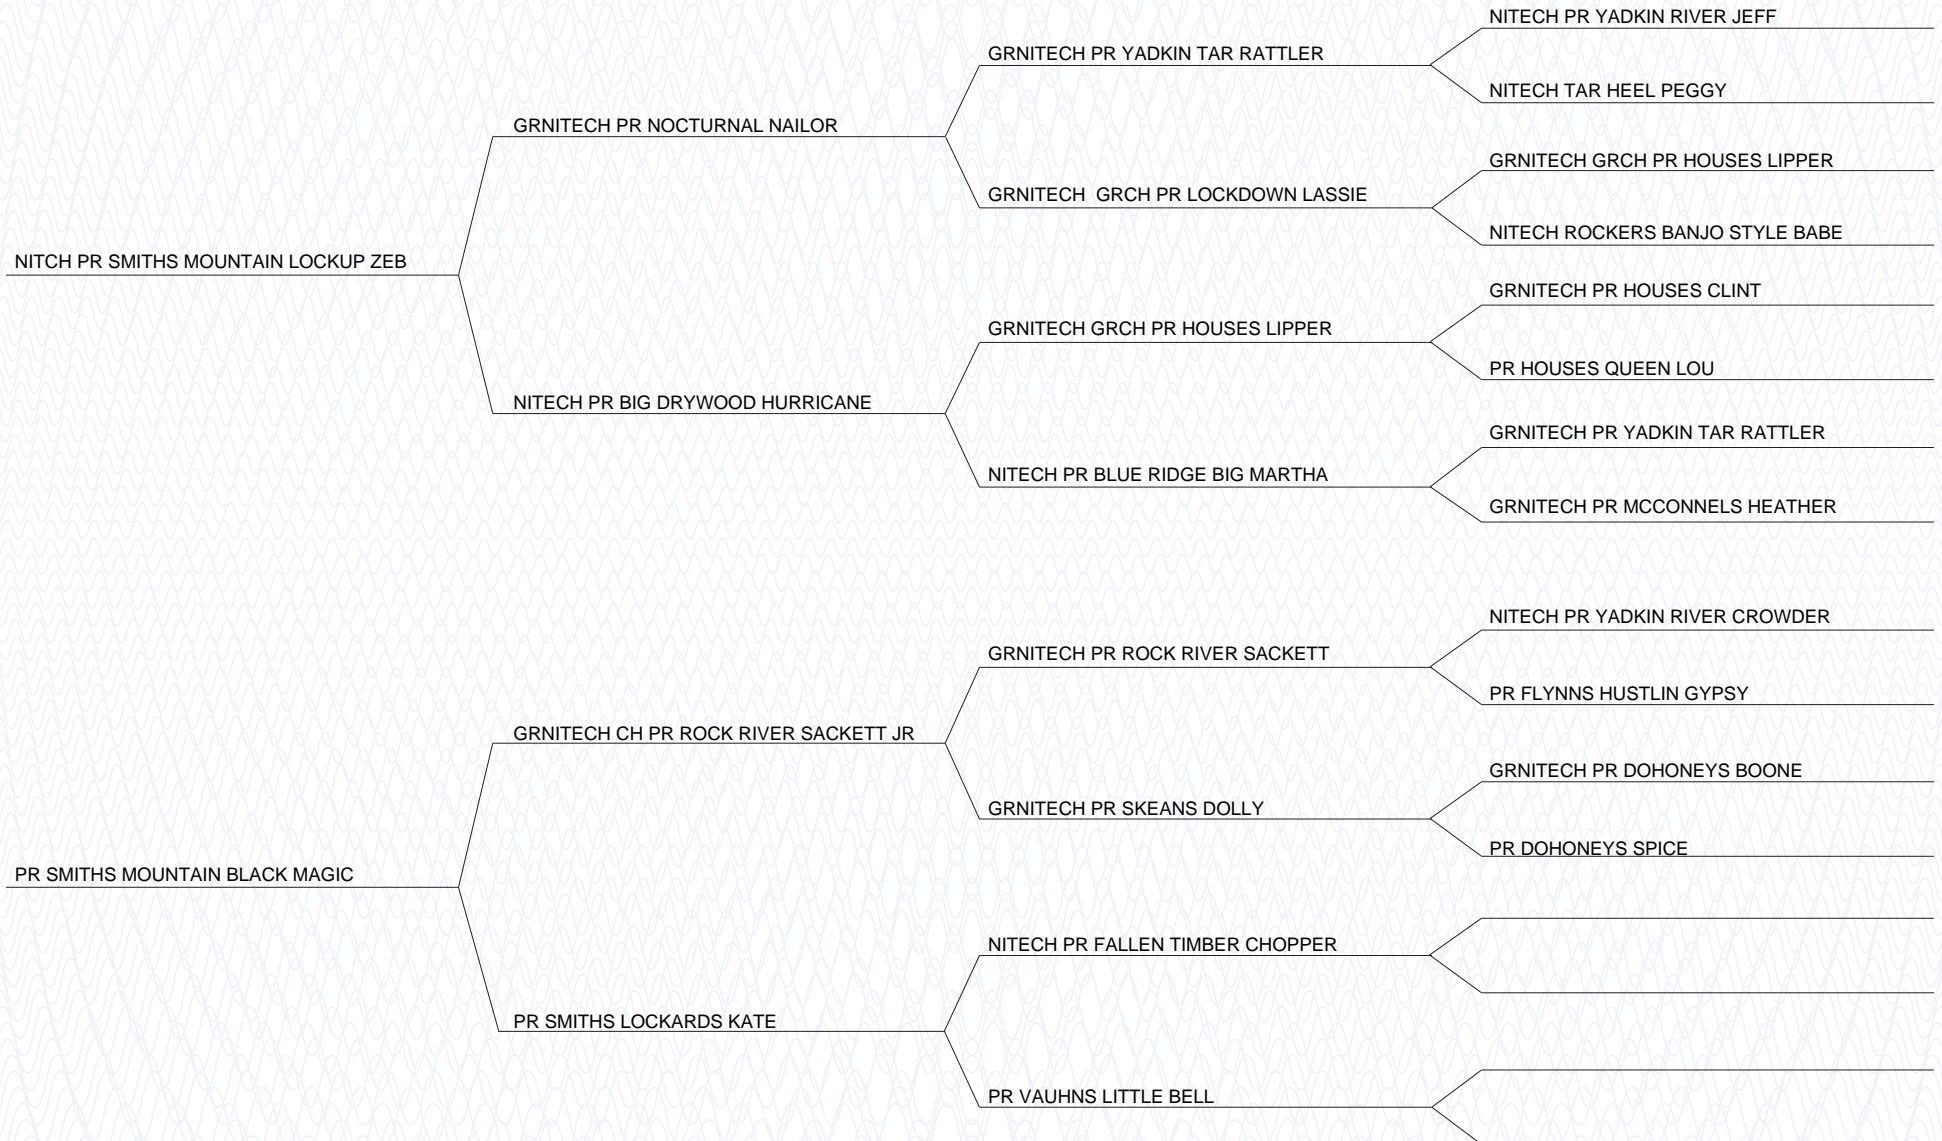 NITECH PR YADKIN RIVER JEFF
GRNITECH PR YADKIN TAR RATTLER
NITECH TAR HEEL PEGGY
GRNITECH PR NOCTURNAL NAILOR
GRNITECH GRCH PR HOUSES LIPPER
GRNITECH  GRCH PR LOCKDOWN LASSIE
NITECH ROCKERS BANJO STYLE BABE
NITCH PR SMITHS MOUNTAIN LOCKUP ZEB
GRNITECH PR HOUSES CLINT
GRNITECH GRCH PR HOUSES LIPPER
PR HOUSES QUEEN LOU
NITECH PR BIG DRYWOOD HURRICANE
GRNITECH PR YADKIN TAR RATTLER
NITECH PR BLUE RIDGE BIG MARTHA
GRNITECH PR MCCONNELS HEATHER
NITECH PR YADKIN RIVER CROWDER
GRNITECH PR ROCK RIVER SACKETT
PR FLYNNS HUSTLIN GYPSY
GRNITECH CH PR ROCK RIVER SACKETT JR
GRNITECH PR DOHONEYS BOONE
GRNITECH PR SKEANS DOLLY
PR DOHONEYS SPICE
PR SMITHS MOUNTAIN BLACK MAGIC
NITECH PR FALLEN TIMBER CHOPPER
PR SMITHS LOCKARDS KATE
PR VAUHNS LITTLE BELL